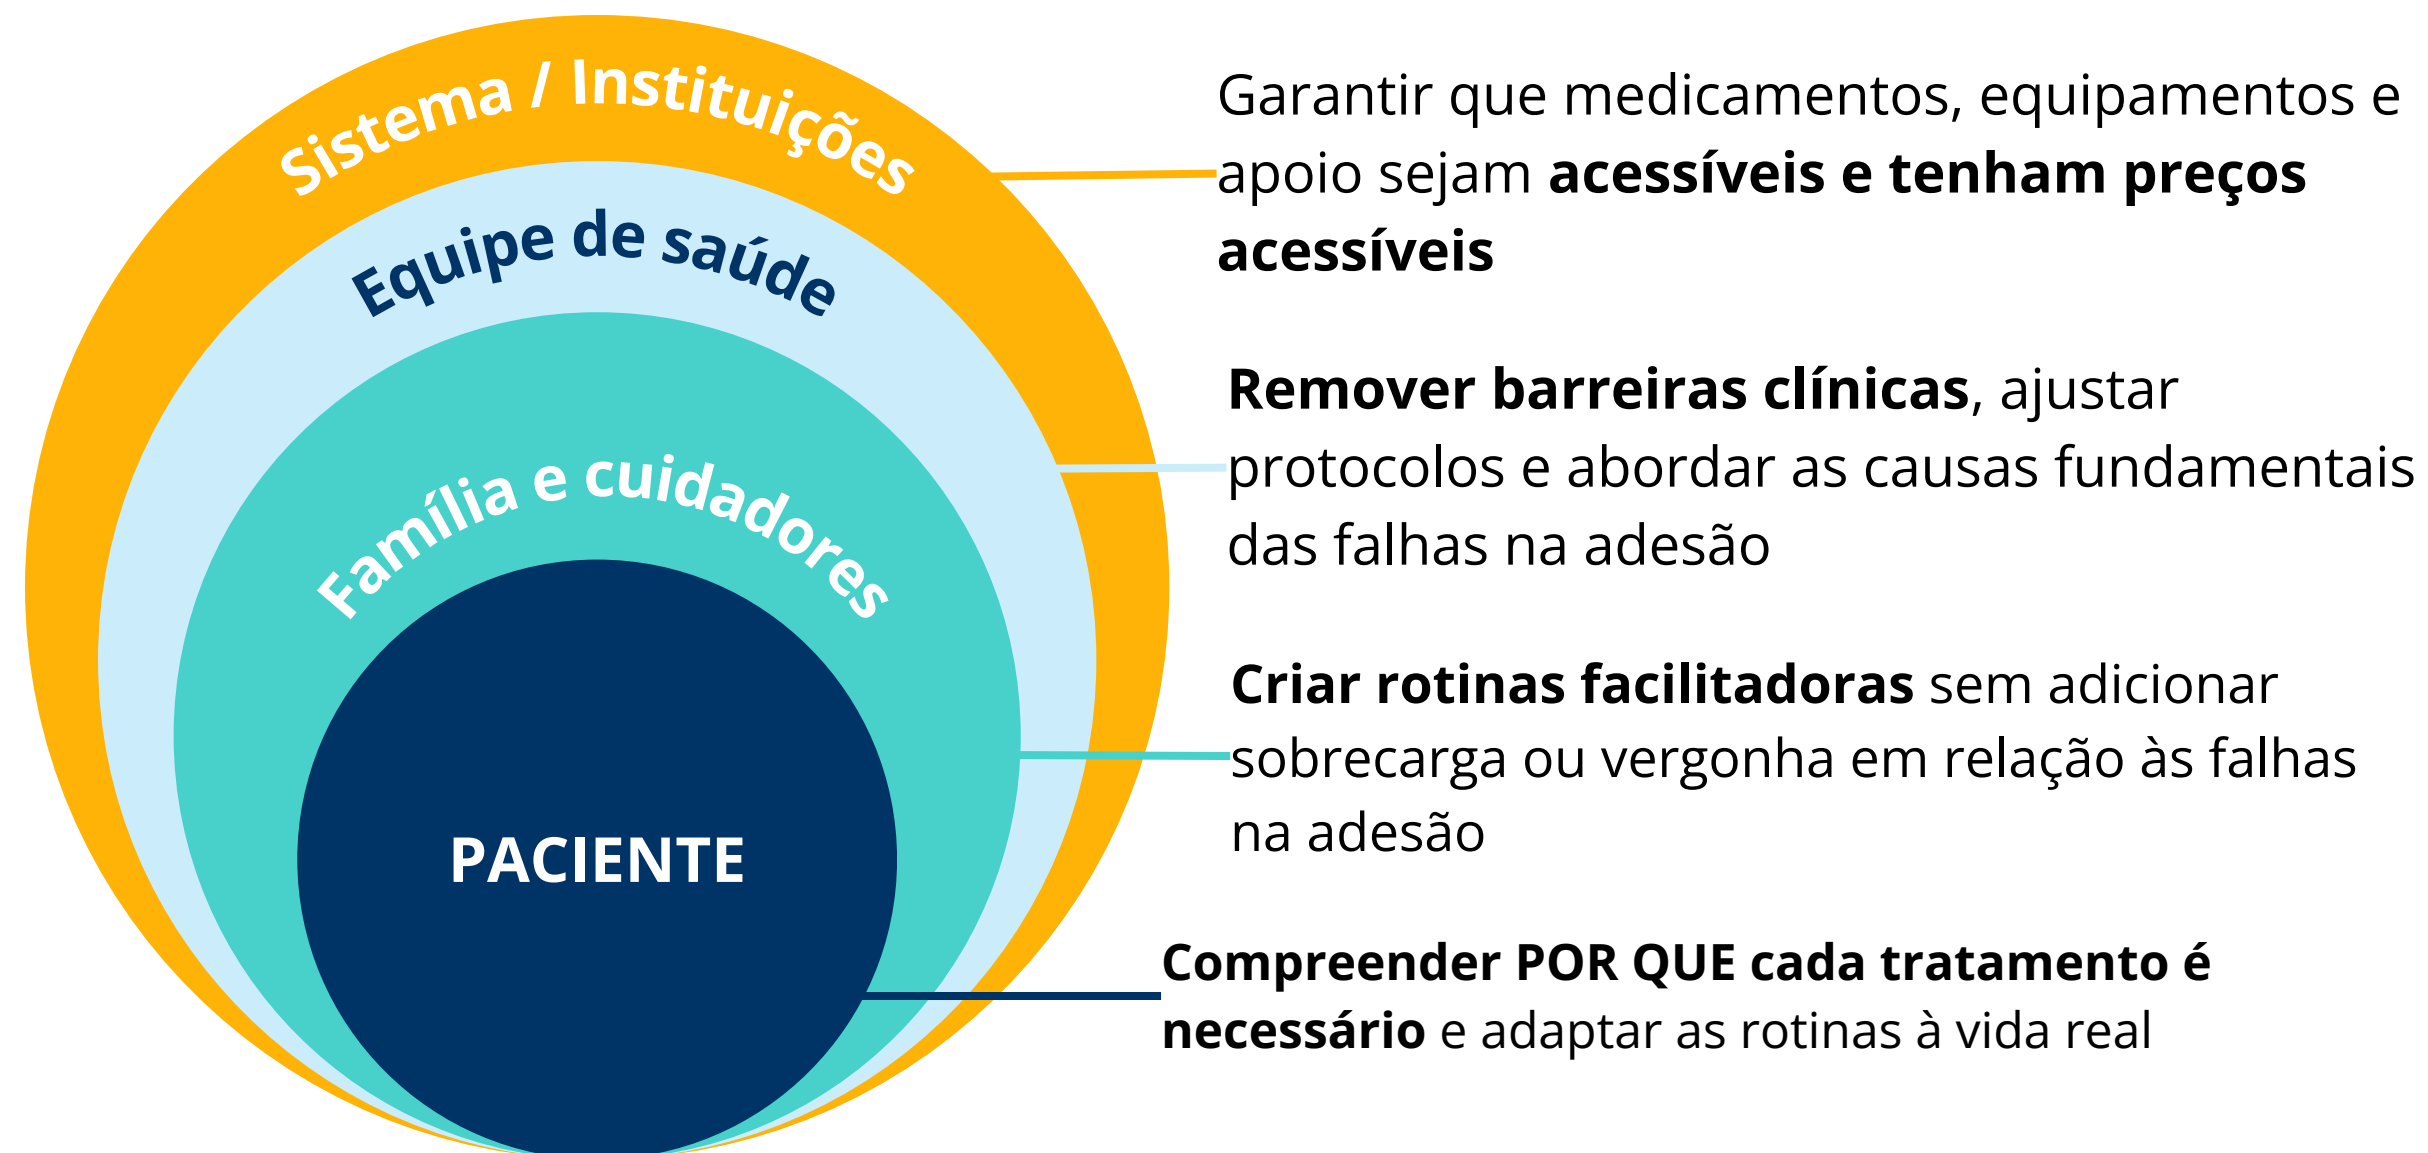 Sistema / Instituições
Garantir que medicamentos, equipamentos e
apoio sejam acessíveis e tenham preços
acessíveis
Equipe de saúde
Remover barreiras clínicas, ajustar
protocolos e abordar as causas fundamentais
das falhas na adesão
Família e cuidadores
Criar rotinas facilitadoras sem adicionar
sobrecarga ou vergonha em relação às falhas
na adesão
PACIENTE
Compreender POR QUE cada tratamento é
necessário e adaptar as rotinas à vida real